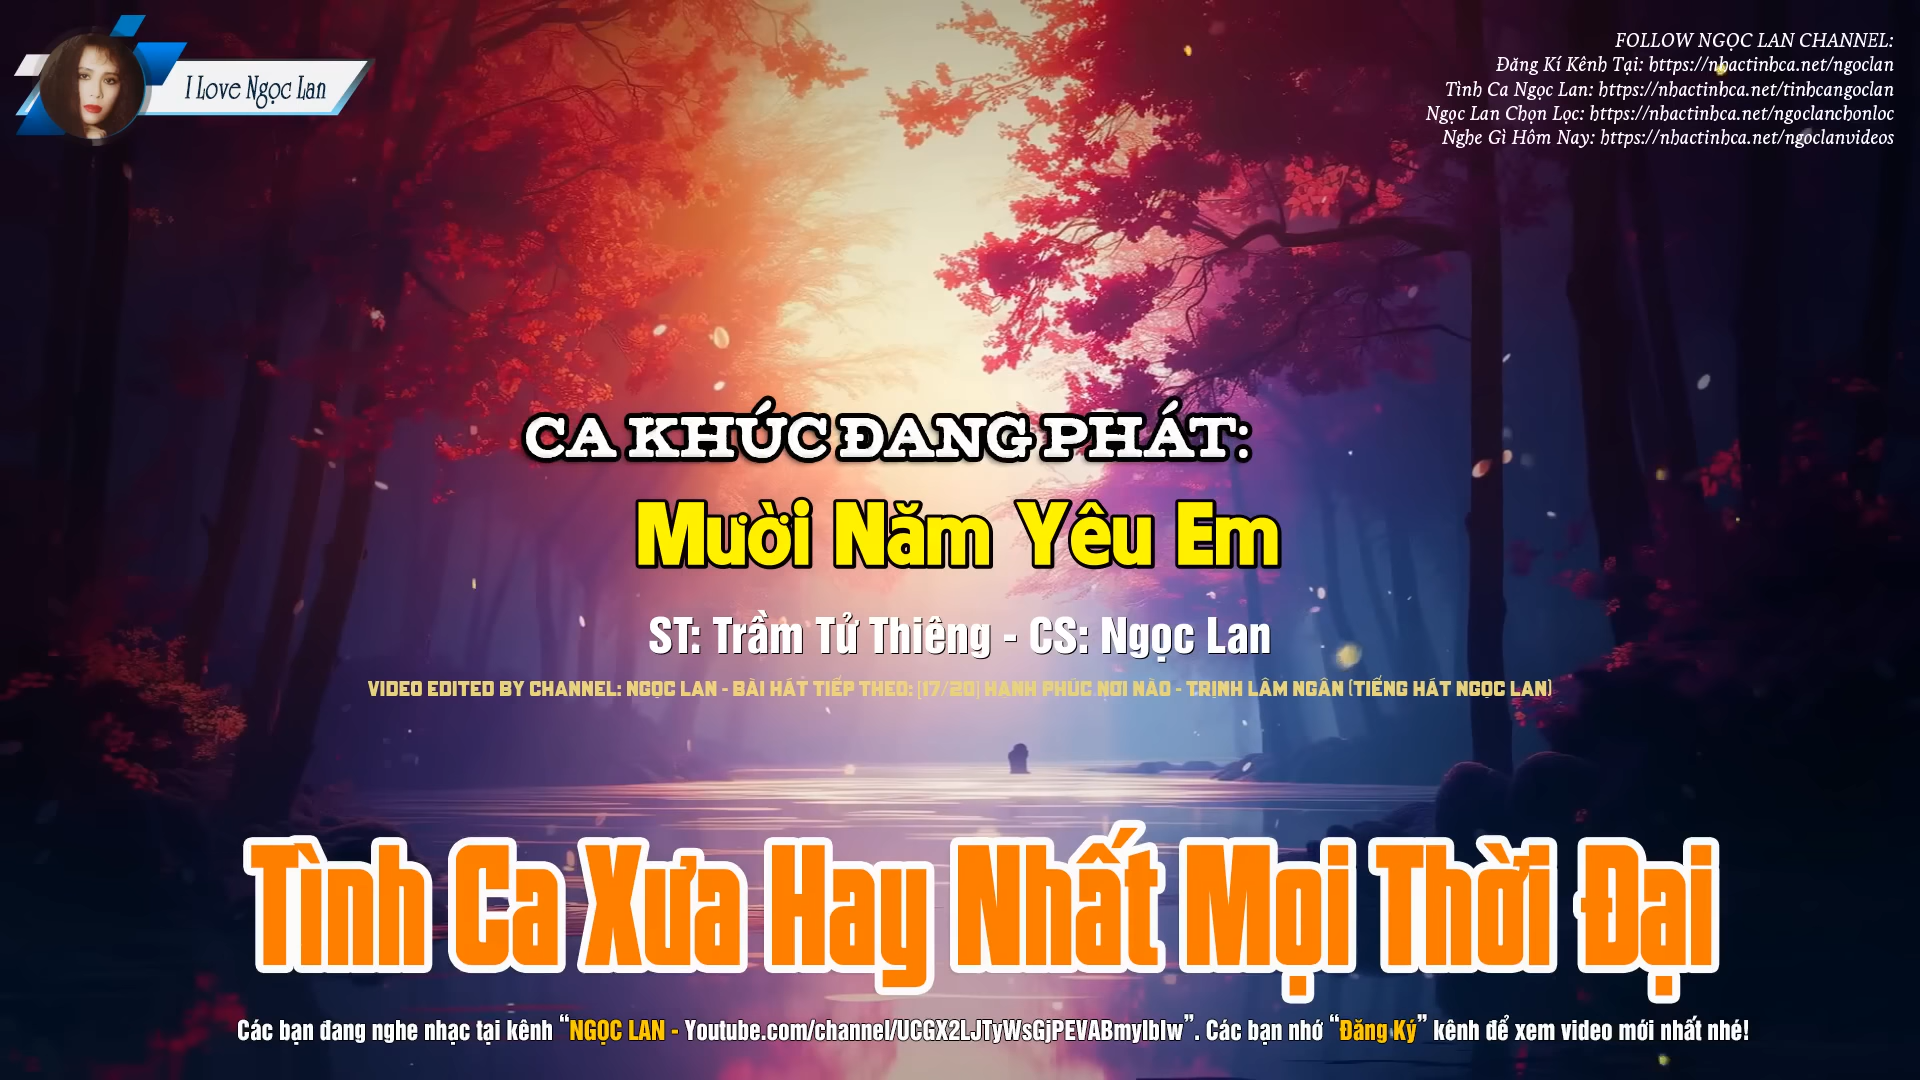 I Love Ngọc Lan
FOLLOW NGỌC LAN CHANNEL:
Đăng Kí Kênh Tại: https://nhactinhca.net/ngoclan
Tình Ca Ngọc Lan: https://nhactinhca.net/tinhcangoclan
Ngọc Lan Chọn Lọc: https://nhactinhca.net/ngoclanchonloc
Nghe Gì Hôm Nay: https://nhactinhca.net/ngoclanvideos
CA KHÚC ĐANG PHÁT:
Mười Năm Yêu Em
ST: Trầm Tử Thiêng - CS: Ngọc Lan
VIDEO EDITED BY CHANNEL: NGỌC LAN - BÀI HÁT TIẾP THEO: [17/20] HẠNH PHÚC NƠI NÀO - TRỊNH LÂM NGÂN (TIẾNG HÁT NGỌC LAN)
Tình Ca Xưa Hay Nhất Mọi Thời Đại
Các bạn đang nghe nhạc tại kênh “NGỌC LAN - Youtube.com/channel/UCGX2LJTyWsGjPEVABmyIbIw”. Các bạn nhớ “Đăng Ký” kênh để xem video mới nhất nhé!